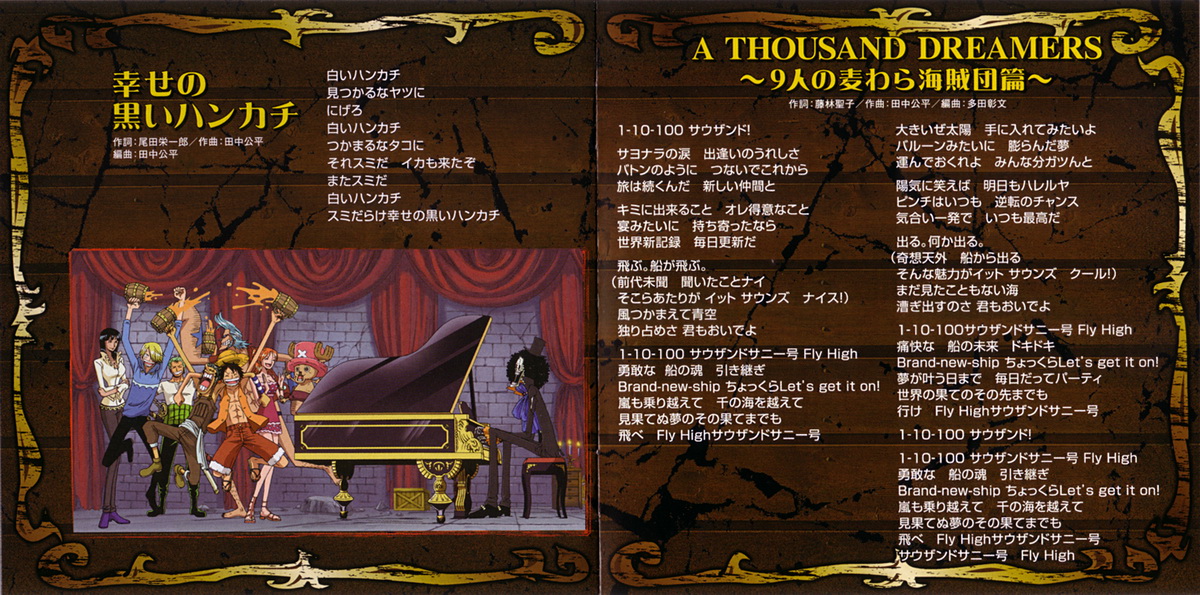 幸せの
黒いハンカチ
作詞：尾田栄一郎／作曲：田中公平
編曲：田中公平
白いハンカチ
見つかるなヤツに
にげろ
白いハンカチ
つかまるなタコに
それスミだ　イカも来たぞ
またスミだ
白いハンカチ
スミだらけ幸せの黒いハンカチ
A THOUSAND DREAMERS
～9人の麦わら海賊団篇～
作詞：藤林聖子／作曲：田中公平／編曲：多田彰文
1-10-100 サウザンド!
サヨナラの涙　出逢いのうれしさ
バトンのように　つないでこれから
旅は続くんだ　新しい仲間と
キミに出来ること　オレ得意なこと
宴みたいに　持ち寄ったなら
世界新記録　毎日更新だ
飛ぶ。船が飛ぶ。
(前代未聞　聞いたことナイ
そこらあたりが イット サウンズ　ナイス!)
風つかまえて青空
独り占めさ 君もおいでよ
1-10-100 サウザンドサニー号 Fly High
勇敢な　船の魂　引き継ぎ
Brand-new-ship ちょっくらLet's get it on!
嵐も乗り越えて　千の海を越えて
見果てぬ夢のその果てまでも
飛べ　Fly Highサウザンドサニー号
大きいぜ太陽　手に入れてみたいよ
バルーンみたいに　膨らんだ夢
運んでおくれよ　みんな分ガツんと
陽気に笑えば　明日もハレルヤ
ピンチはいつも　逆転のチャンス
気合い一発で　いつも最高だ
出る。何か出る。
(奇想天外　船から出る
そんな魅力がイット サウンズ　クール!)
まだ見たこともない海
漕ぎ出すのさ 君もおいでよ
1-10-100サウザンドサニー号 Fly High
痛快な　船の未来　ドキドキ
Brand-new-ship ちょっくらLet's get it on!
夢が叶う日まで　毎日だってパーティ
世界の果てのその先までも
行け　Fly Highサウザンドサニー号
1-10-100 サウザンド!
1-10-100 サウザンドサニー号 Fly High
勇敢な　船の魂　引き継ぎ
Brand-new-ship ちょっくらLet's get it on!
嵐も乗り越えて　千の海を越えて
見果てぬ夢のその果てまでも
飛べ　Fly Highサウザンドサニー号
サウザンドサニー号　Fly High